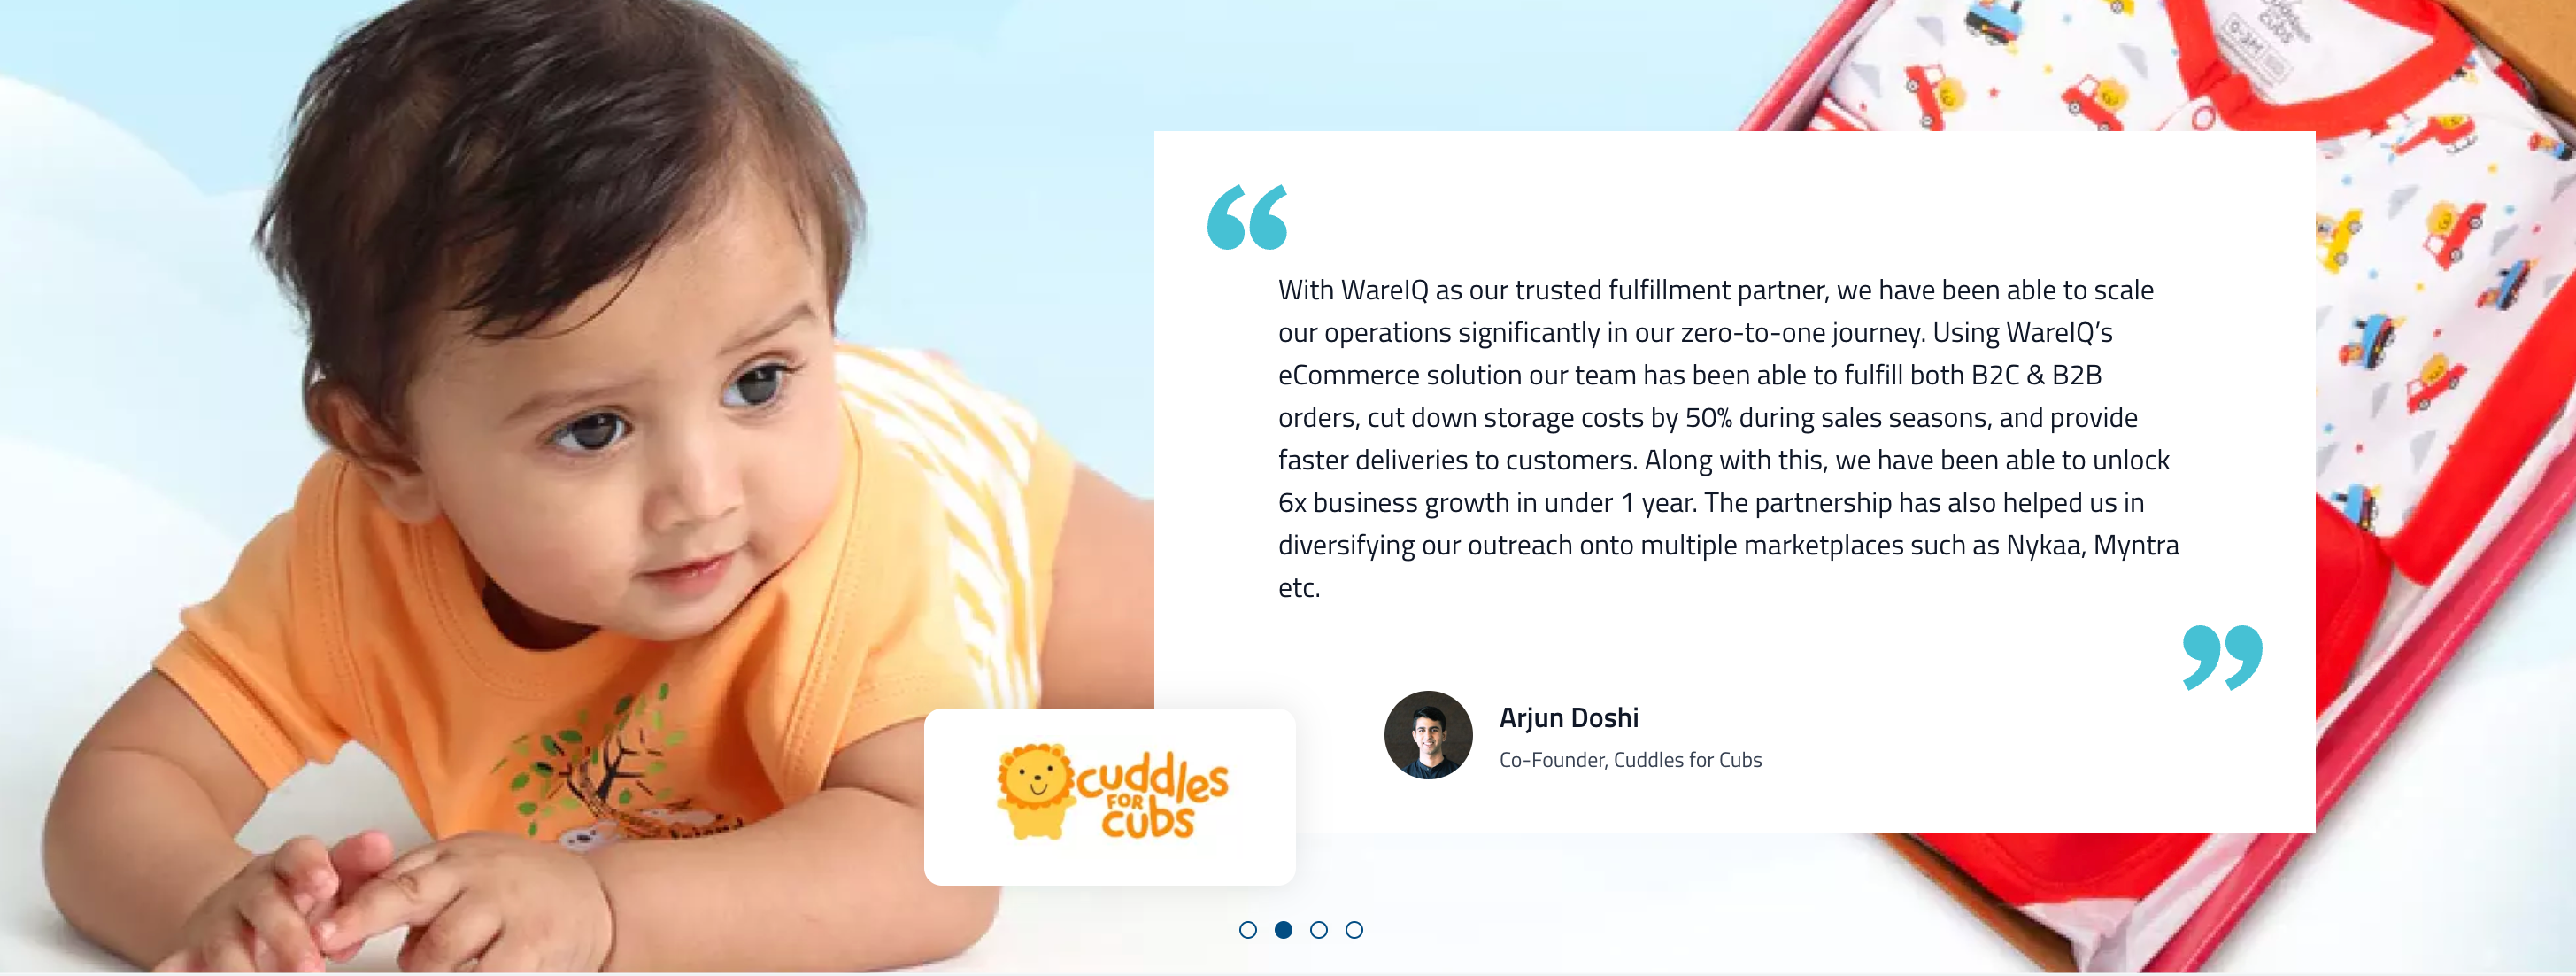 cuddles
cubs
0-3M
With WareIQ as our trusted fulfillment partner, we have been able to scale
our operations significantly in our zero-to-one journey. Using WareIQ’s
eCommerce solution our team has been able to fulfill both B2C & B2B
orders, cut down storage costs by 50% during sales seasons, and provide
faster deliveries to customers. Along with this, we have been able to unlock
6x business growth in under 1 year. The partnership has also helped us in
diversifying our outreach onto multiple marketplaces such as Nykaa, Myntra
etc.
Arjun Doshi
Co-Founder, Cuddles for Cubs
cuddles
FOR
cubs